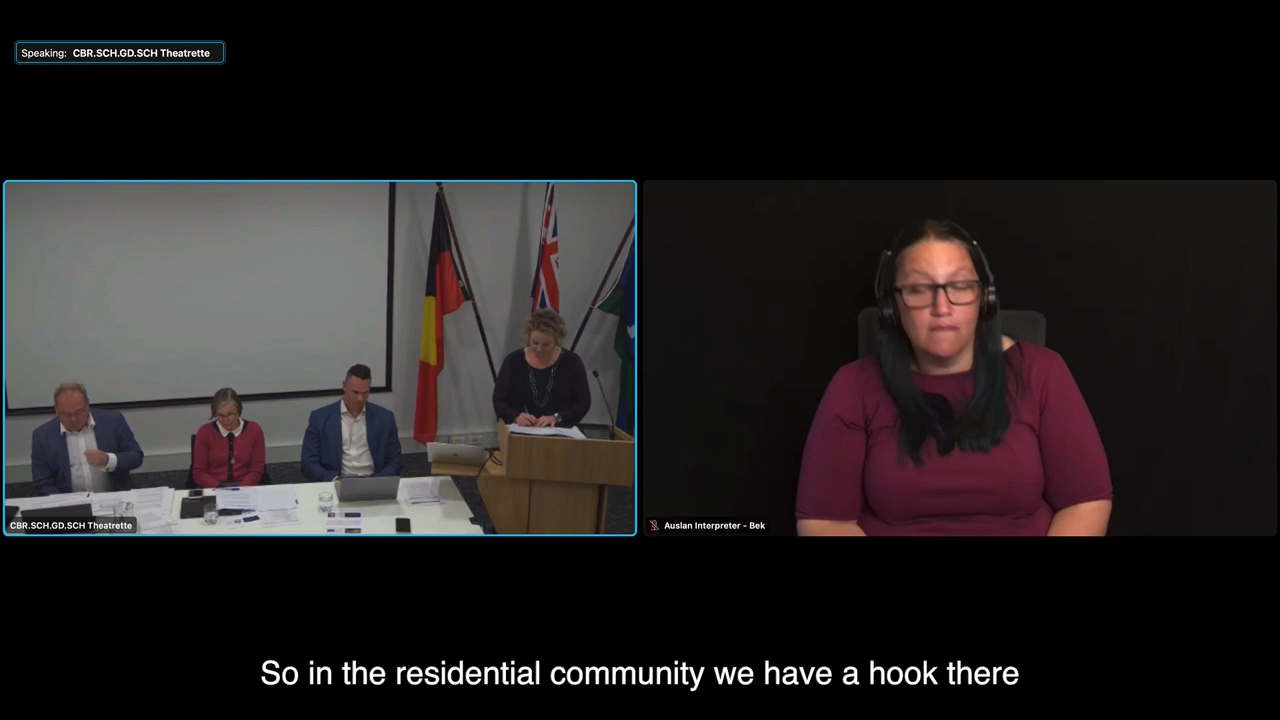 Speaking: CBR.SCH.GD.SCH Theatrette
CBR.SCH.GD.SCH Theatrette
Auslan Interpreter - Bek
So in the residential community we have a hook there